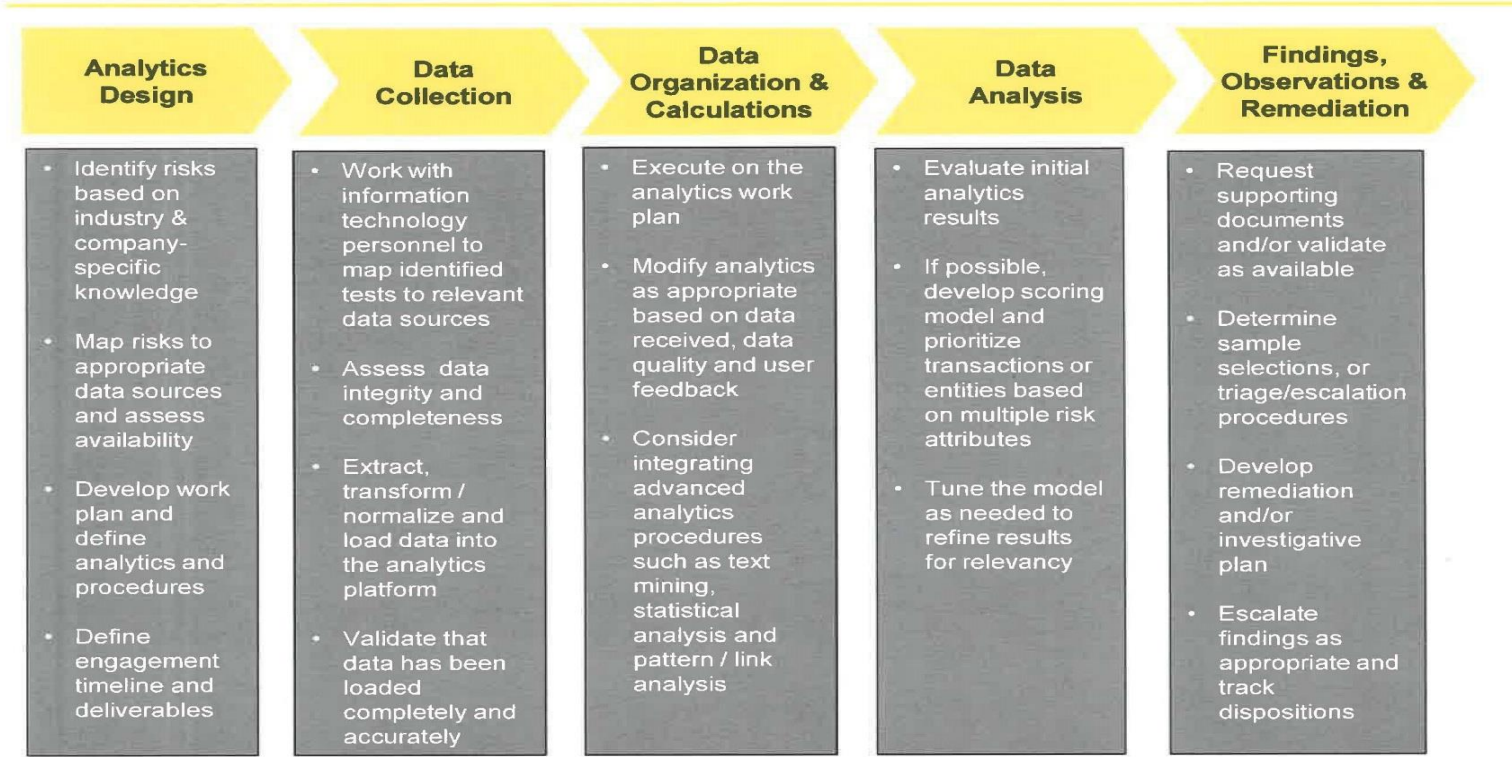 Analytics
Design
Data
Collection
Data
Organization &
Calculations
Data
Analysis
Findings,
Observations &
Remediation
• Identify risks
based on
industry &
company-
specific
knowledge
• Map risks to
appropriate
data sources
and assess
availability
• Develop work
plan and
define
analytics and
procedures
• Define
engagement
timeline and
deliverables
• Work with
information
technology
personnel to
map identified
tests to relevant
data sources
• Assess data
integrity and
completeness
• Extract,
transform /
normalize and
load data into
the analytics
platform
• Validate that
data has been
loaded
completely and
accurately
• Execute on the
analytics work
plan
• Modify analytics
as appropriate
based on data
received, data
quality and user
feedback
• Consider
integrating
advanced
analytics
procedures
such as text
mining,
statistical
analysis and
pattern / link
analysis
• Evaluate initial
analytics
results
• If possible,
develop scoring
model and
prioritize
transactions or
entities based
on multiple risk
attributes
• Tune the model
as needed to
refine results
for relevancy
• Request
supporting
documents
and/or validate
as available
• Determine
sample
selections, or
triage/escalation
procedures
• Develop
remediation
and/or
investigative
plan
• Escalate
findings as
appropriate and
track
dispositions